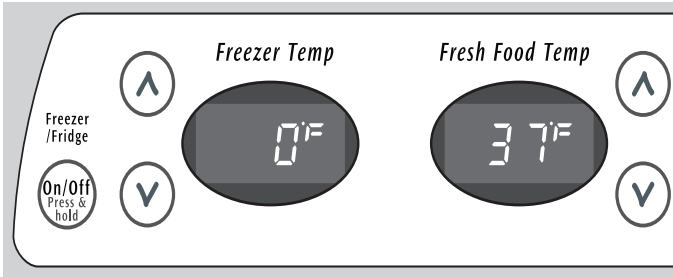 Freezer Temp
Fresh Food Temp
0°F
37°F
Freezer
/Fridge
On/Off
Press &
hold